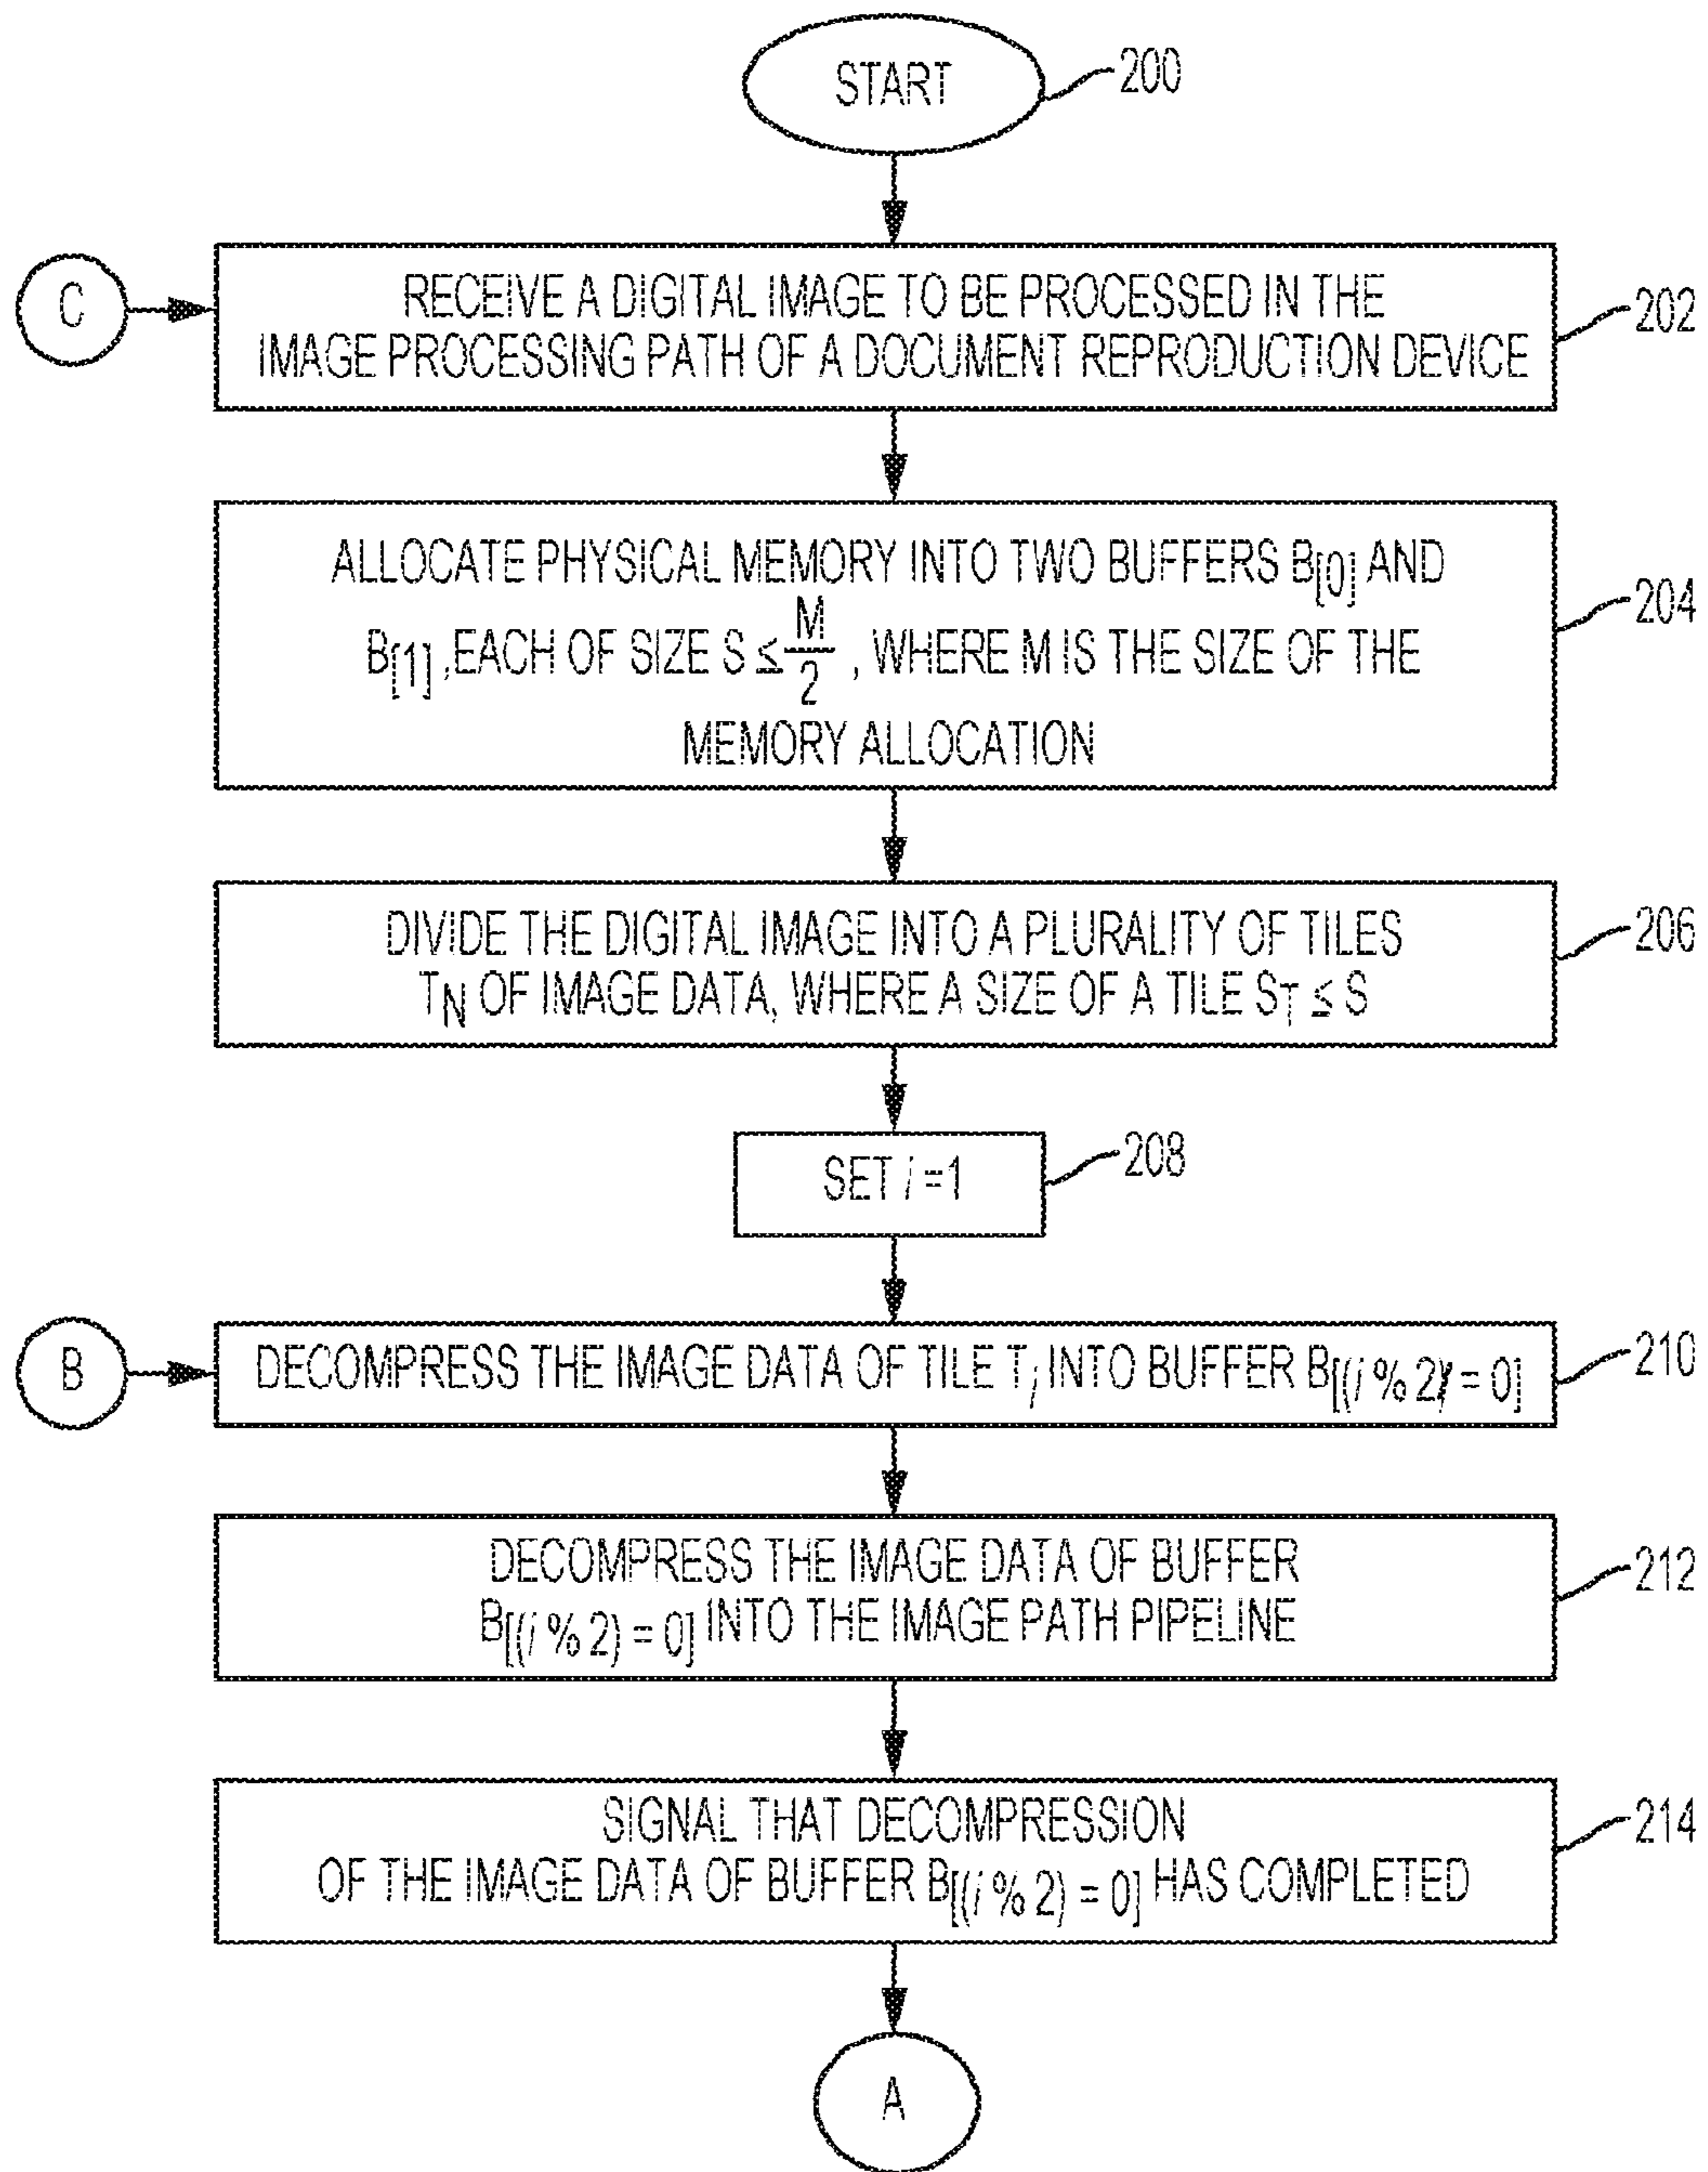 START
200
C
RECEIVE A DIGITAL IMAGE TO BE PROCESSED IN THE
IMAGE PROCESSING PATH OF A DOCUMENT REPRODUCTION DEVICE
202
ALLOCATE PHYSICAL MEMORY INTO TWO BUFFERS B[0] AND
B[1], EACH OF SIZE S ≤ M/2, WHERE M IS THE SIZE OF THE
MEMORY ALLOCATION
204
DIVIDE THE DIGITAL IMAGE INTO A PLURALITY OF TILES
TN OF IMAGE DATA, WHERE A SIZE OF A TILE ST ≤ S
206
SET i =1
208
B
DECOMPRESS THE IMAGE DATA OF TILE Ti INTO BUFFER B[(i % 2) = 0]
210
DECOMPRESS THE IMAGE DATA OF BUFFER
B[(i % 2) = 0] INTO THE IMAGE PATH PIPELINE
212
SIGNAL THAT DECOMPRESSION
OF THE IMAGE DATA OF BUFFER B[(i % 2) = 0] HAS COMPLETED
214
A